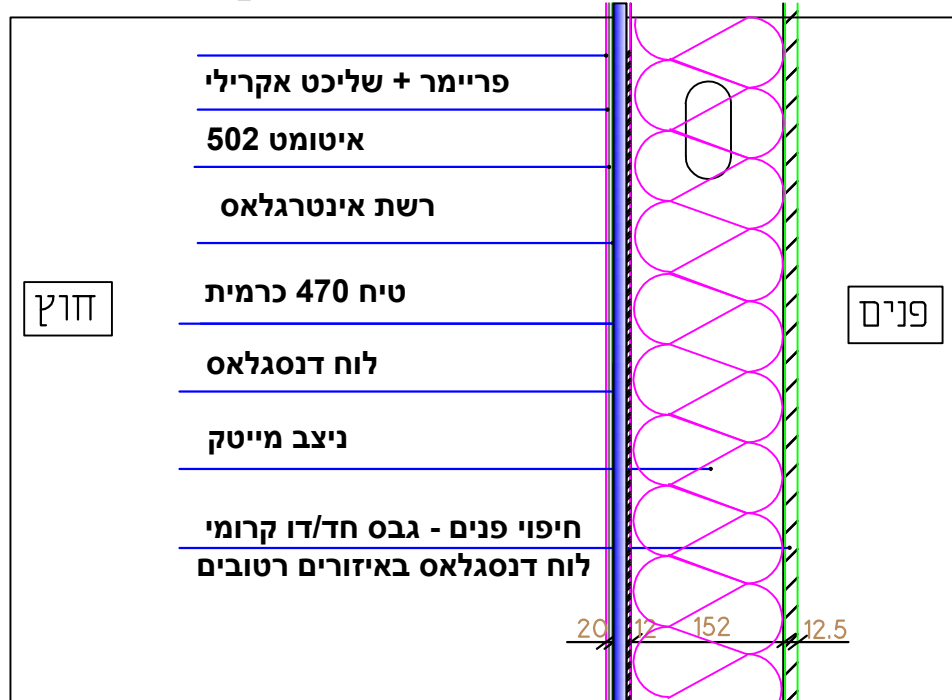 פריימר + שליכט אקרילי
איטומט 502
רשת אינטרגלאס
טיח 470 כרמית
לוח דנסגלאס
ניצב מייטק
חיפוי פנים - גבס חד/דו קרומי
לוח דנסגלאס באיזורים רטובים
חוץ
פנים
20 12 152 12.5